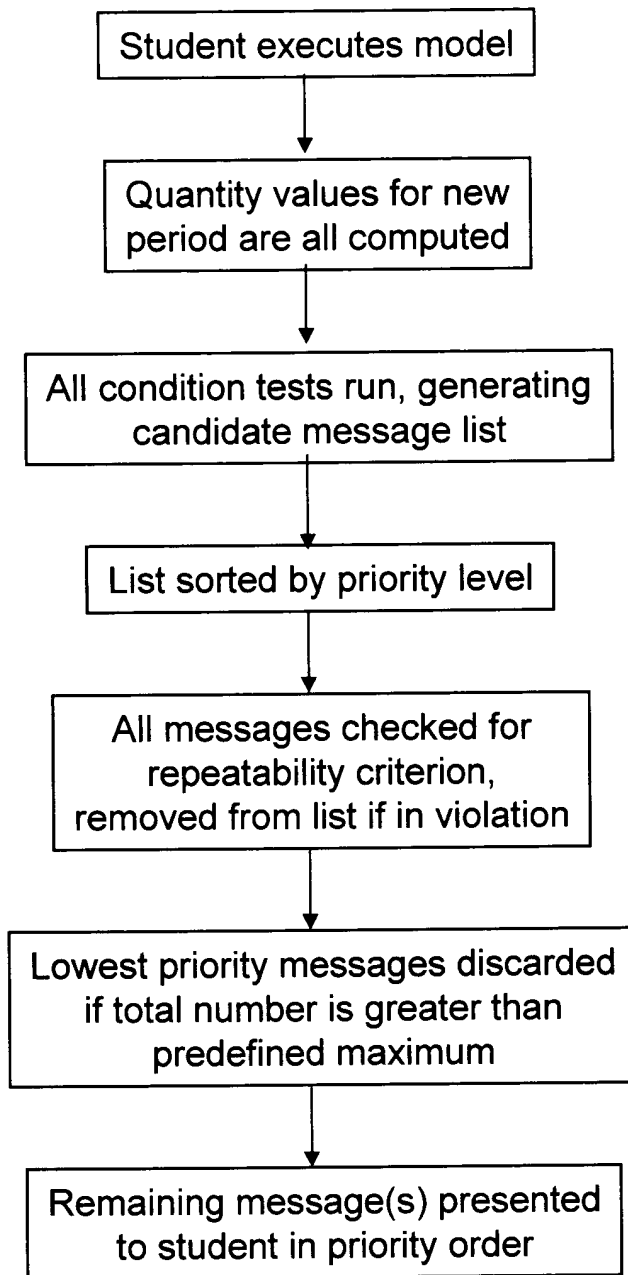 Student executes model
Quantity values for new
period are all computed
All condition tests run, generating
candidate message list
List sorted by priority level
All messages checked for
repeatability criterion,
removed from list if in violation
Lowest priority messages discarded
if total number is greater than
predefined maximum
Remaining message(s) presented
to student in priority order